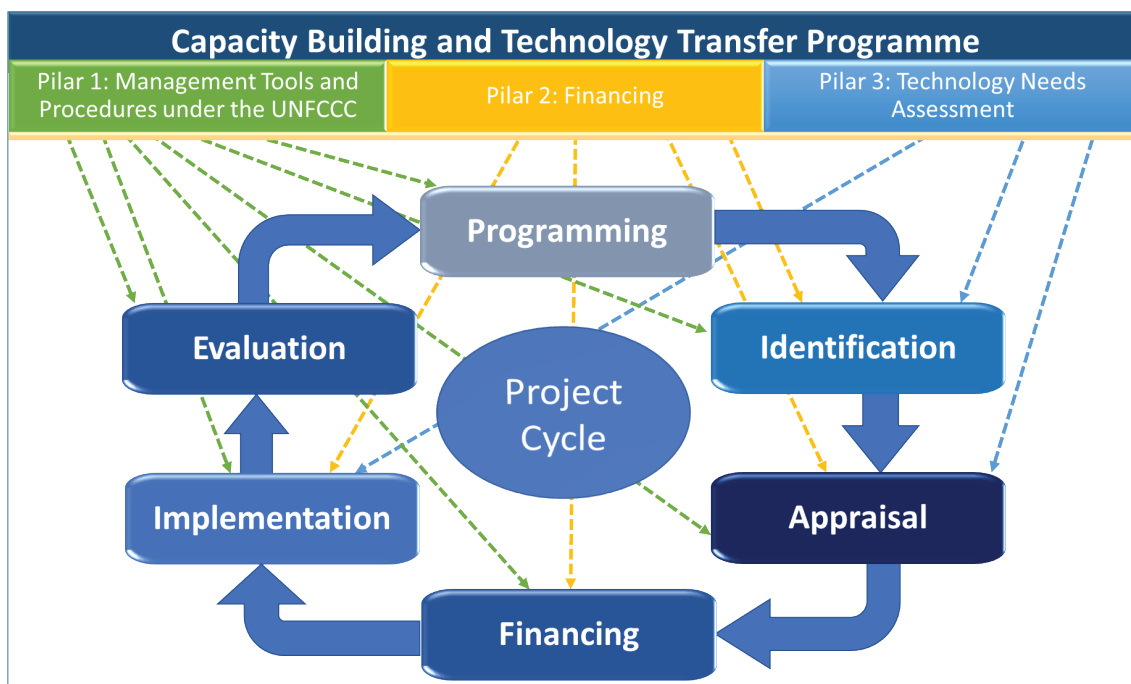 Capacity Building and Technology Transfer Programme
Pilar 1: Management Tools and
Procedures under the UNFCCC
Pilar 2: Financing
Pilar 3: Technology Needs
Assessment
Programming
Evaluation
Identification
Project
Cycle
Implementation
Appraisal
Financing